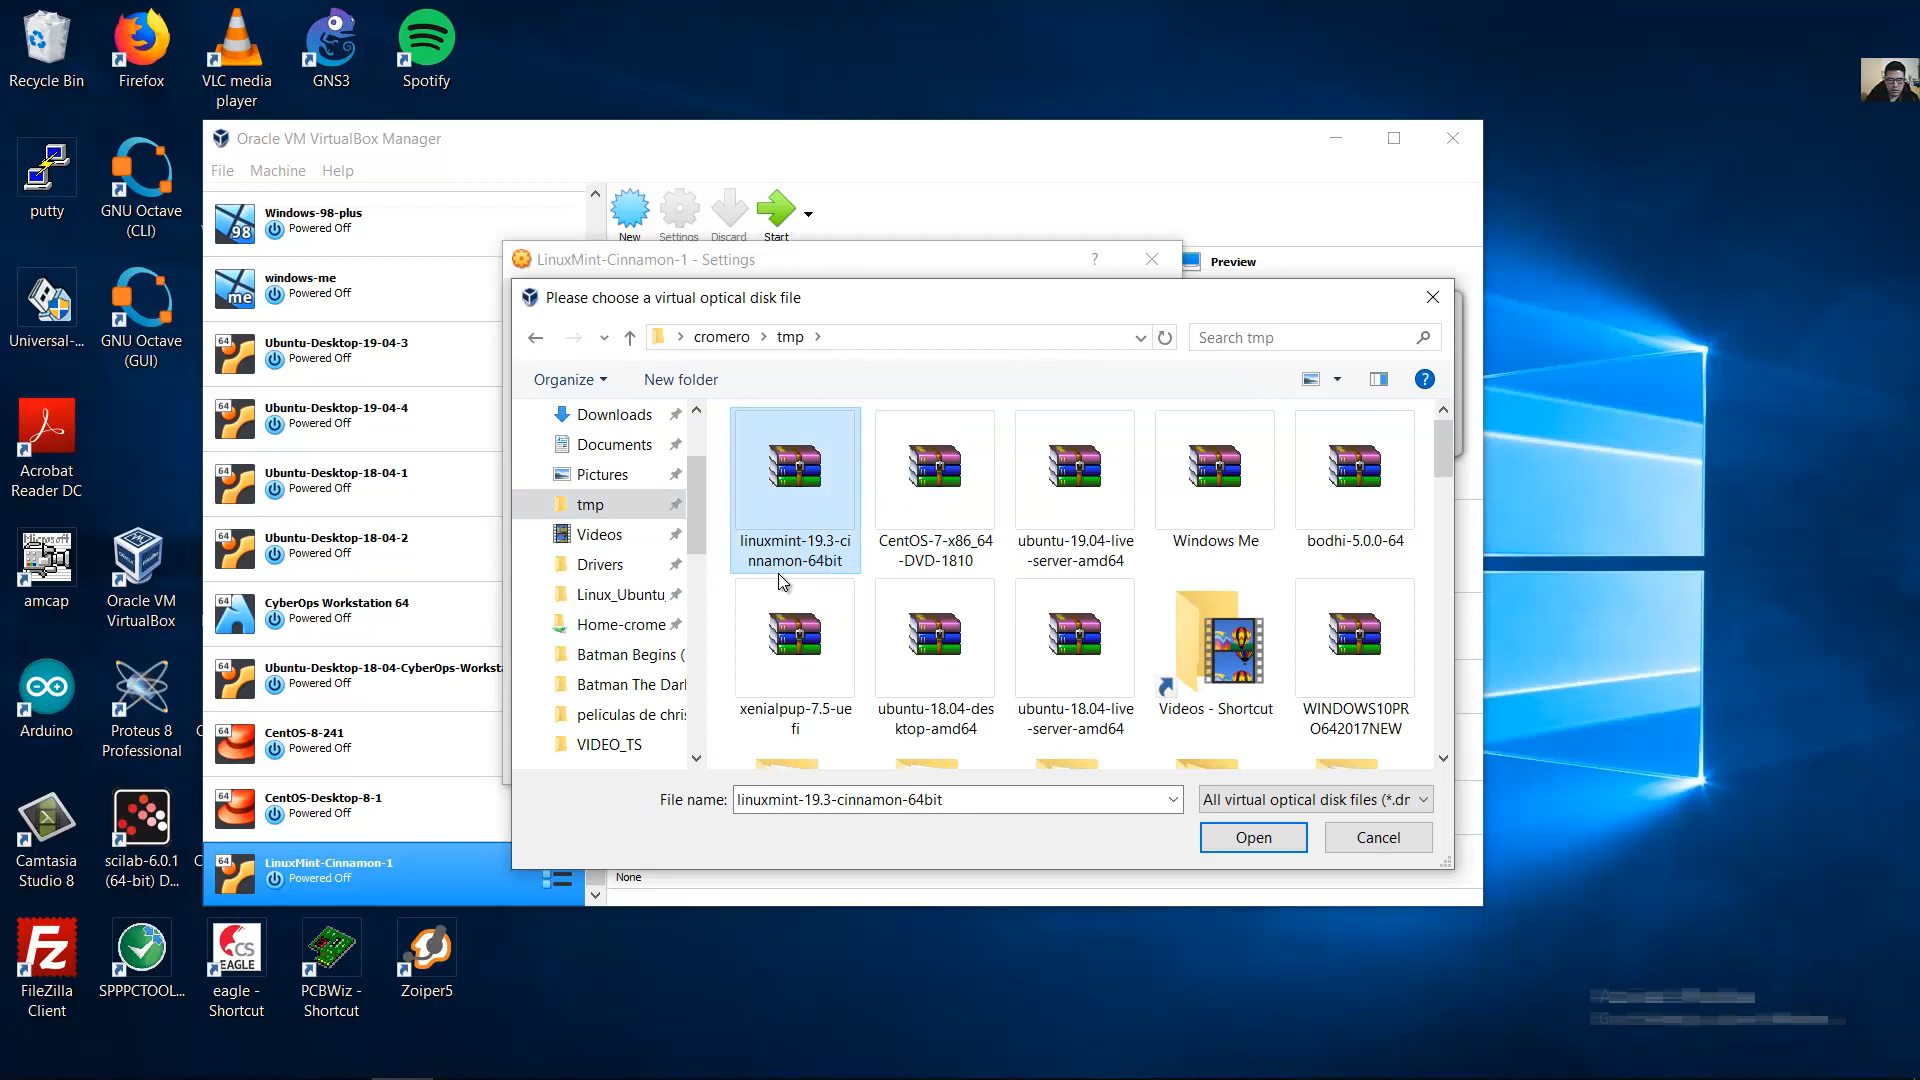 Recycle Bin
Firefox
VLC media
player
GNS3
Spotify
putty
GNU Octave
(CLI)
Universal-...
GNU Octave
(GUI)
Acrobat
Reader DC
amcap
Oracle VM
VirtualBox
Arduino
Proteus 8
Professional
Camtasia
Studio 8
scilab-6.0.1
(64-bit) D...
FileZilla
Client
SPPPCTOOL...
eagle -
Shortcut
PCBWiz -
Shortcut
Zoiper5
Oracle VM VirtualBox Manager
File Machine Help
Windows-98-plus
Powered Off
windows-me
Powered Off
Ubuntu-Desktop-19-04-3
Powered Off
Ubuntu-Desktop-19-04-4
Powered Off
Ubuntu-Desktop-18-04-1
Powered Off
Ubuntu-Desktop-18-04-2
Powered Off
CyberOps Workstation 64
Powered Off
Ubuntu-Desktop-18-04-CyberOps-Worksta
Powered Off
CentOS-8-241
Powered Off
CentOS-Desktop-8-1
Powered Off
LinuxMint-Cinnamon-1
Powered Off
New Settings Discard Start
Preview
None
LinuxMint-Cinnamon-1 - Settings
Please choose a virtual optical disk file
cromero tmp
Search tmp
Organize
New folder
Downloads
Documents
Pictures
tmp
Videos
Drivers
Linux_Ubuntu
Home-crome
Batman Begins (
Batman The Dar
peliculas de chris
VIDEO_TS
linuxmint-19.3-ci
nnamon-64bit
CentOS-7-x86_64
-DVD-1810
ubuntu-19.04-live
-server-amd64
Windows Me
bodhi-5.0.0-64
xenialpup-7.5-ue
fi
ubuntu-18.04-des
ktop-amd64
ubuntu-18.04-live
-server-amd64
Videos - Shortcut
WINDOWS10PR
O642017NEW
File name: linuxmint-19.3-cinnamon-64bit
All virtual optical disk files (*.dr
Open
Cancel